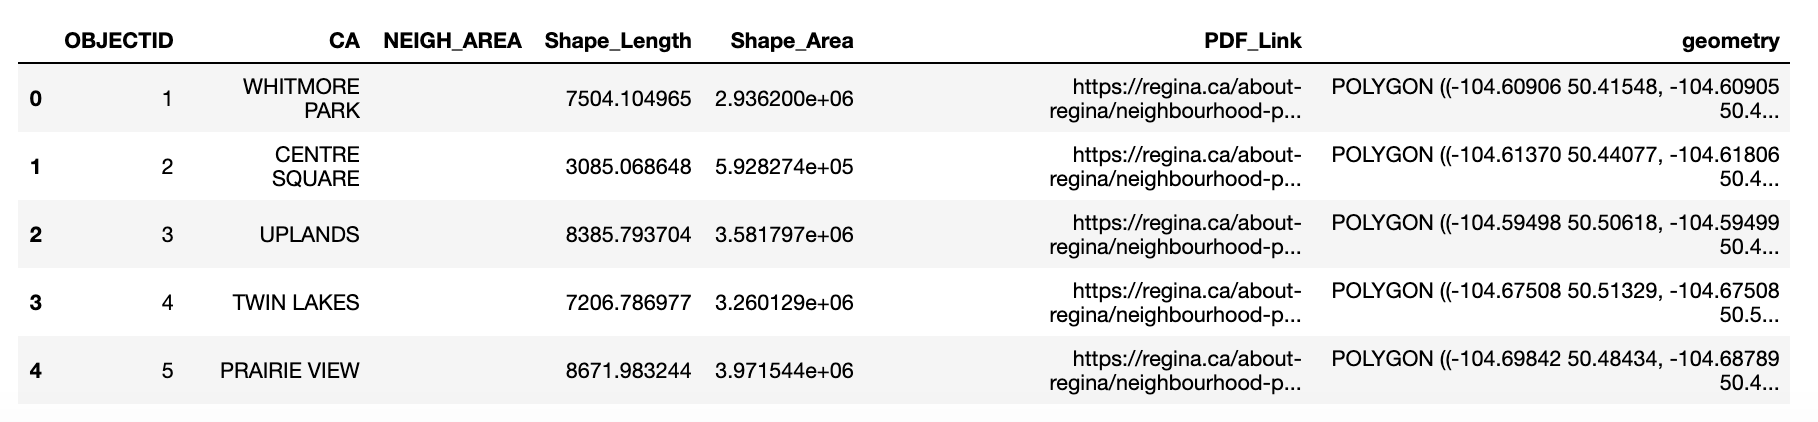 OBJECTID CA NEIGH_AREA Shape_Length Shape_Area PDF_Link geometry
0 1 WHITMORE PARK 7504.104965 2.936200e+06 https://regina.ca/about-regina/neighbourhood-p... POLYGON ((-104.60906 50.41548, -104.60905 50.4...
1 2 CENTRE SQUARE 3085.068648 5.928274e+05 https://regina.ca/about-regina/neighbourhood-p... POLYGON ((-104.61370 50.44077, -104.61806 50.4...
2 3 UPLANDS 8385.793704 3.581797e+06 https://regina.ca/about-regina/neighbourhood-p... POLYGON ((-104.59498 50.50618, -104.59499 50.4...
3 4 TWIN LAKES 7206.786977 3.260129e+06 https://regina.ca/about-regina/neighbourhood-p... POLYGON ((-104.67508 50.51329, -104.67508 50.5...
4 5 PRAIRIE VIEW 8671.983244 3.971544e+06 https://regina.ca/about-regina/neighbourhood-p... POLYGON ((-104.69842 50.48434, -104.68789 50.4...